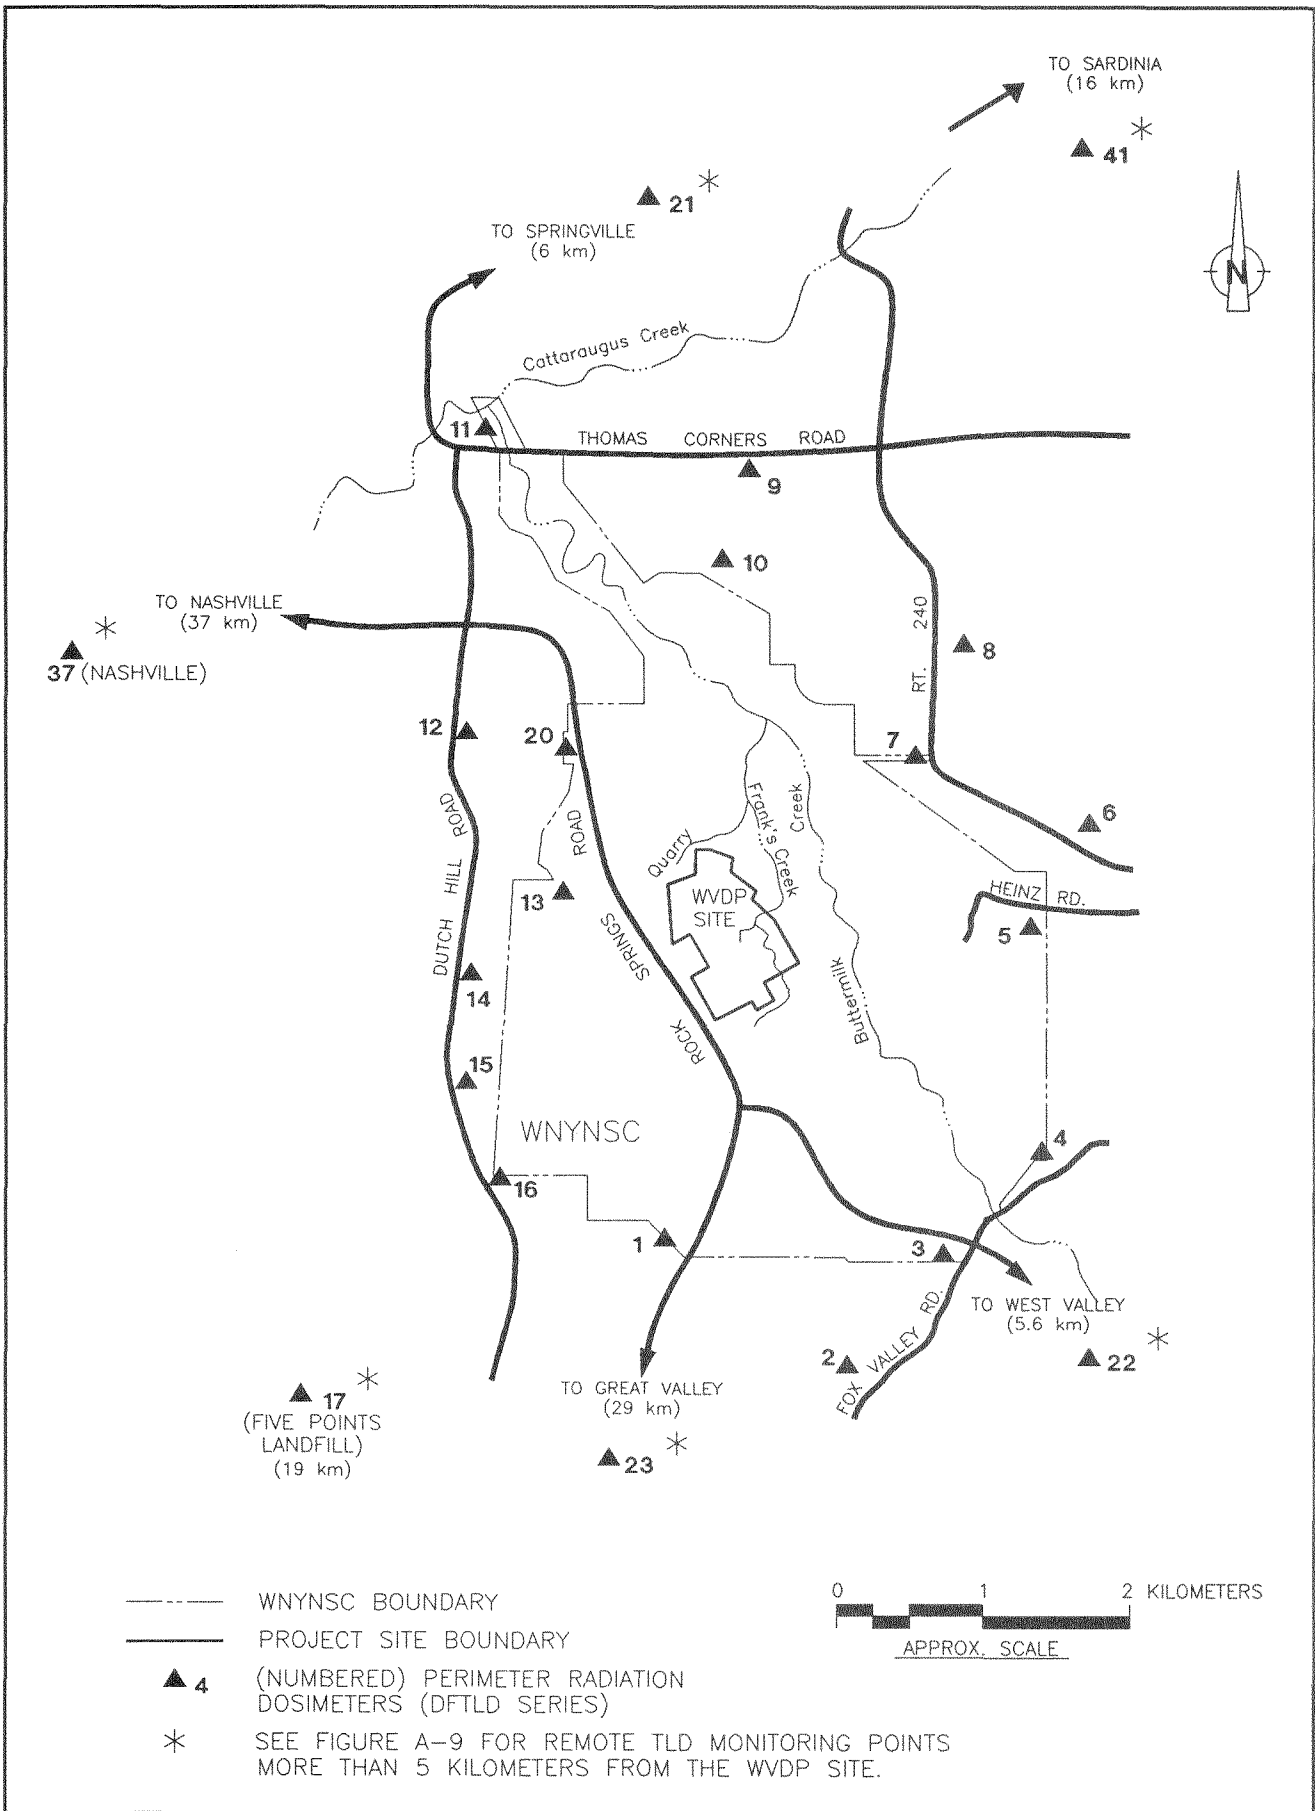 TO SARDINIA
(16 km)
41
21
TO SPRINGVILLE
(6 km)
N
Cattaraugus Creek
11
THOMAS CORNERS ROAD
9
10
TO NASHVILLE
(37 km)
37 (NASHVILLE)
RT. 240
8
12
20
7
6
DUTCH HILL ROAD
ROCK SPRINGS ROAD
Quarry
Frank's Creek
Buttermilk Creek
WVDP
SITE
HEINZ RD.
13
5
14
15
WNYNSC
4
16
1
3
TO WEST VALLEY
(5.6 km)
FOX VALLEY RD.
2
22
TO GREAT VALLEY
(29 km)
17
(FIVE POINTS
LANDFILL)
(19 km)
23
WNYNSC BOUNDARY
PROJECT SITE BOUNDARY
4 (NUMBERED) PERIMETER RADIATION
DOSIMETERS (DFTLD SERIES)
* SEE FIGURE A-9 FOR REMOTE TLD MONITORING POINTS
MORE THAN 5 KILOMETERS FROM THE WVDP SITE.
0 1 2 KILOMETERS
APPROX. SCALE